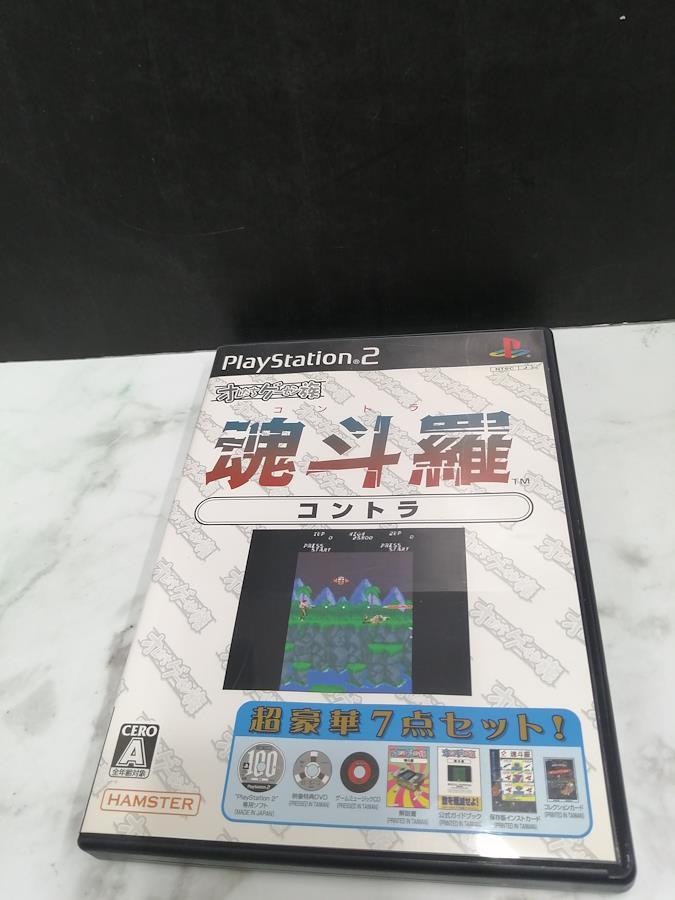 PlayStation®2
NTSC J
オレたちゲーセン族
コントラ
魂斗羅
TM
コントラ
1UP HIGH 2UP
0 25800 0
PRESS START PRESS START
超豪華7点セット!
CERO
A
全年齢対象
HAMSTER
"PlayStation 2"
専用ソフト
(MADE IN JAPAN)
映像特典DVD
(PRESSED IN TAIWAN)
ゲームミュージックCD
(PRESSED IN TAIWAN)
解説書
(PRINTED IN TAIWAN)
公式ガイドブック
(PRINTED IN TAIWAN)
保存版インストカード
(PRINTED IN TAIWAN)
コレクションカード
(PRINTED IN TAIWAN)